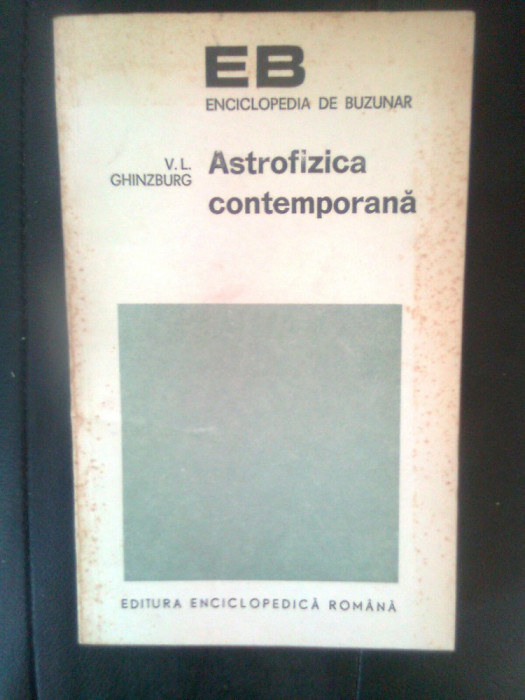 EB
ENCICLOPEDIA DE BUZUNAR
V. L.
GHINZBURG
Astrofizica
contemporană
EDITURA ENCICLOPEDICĂ ROMÂNĂ